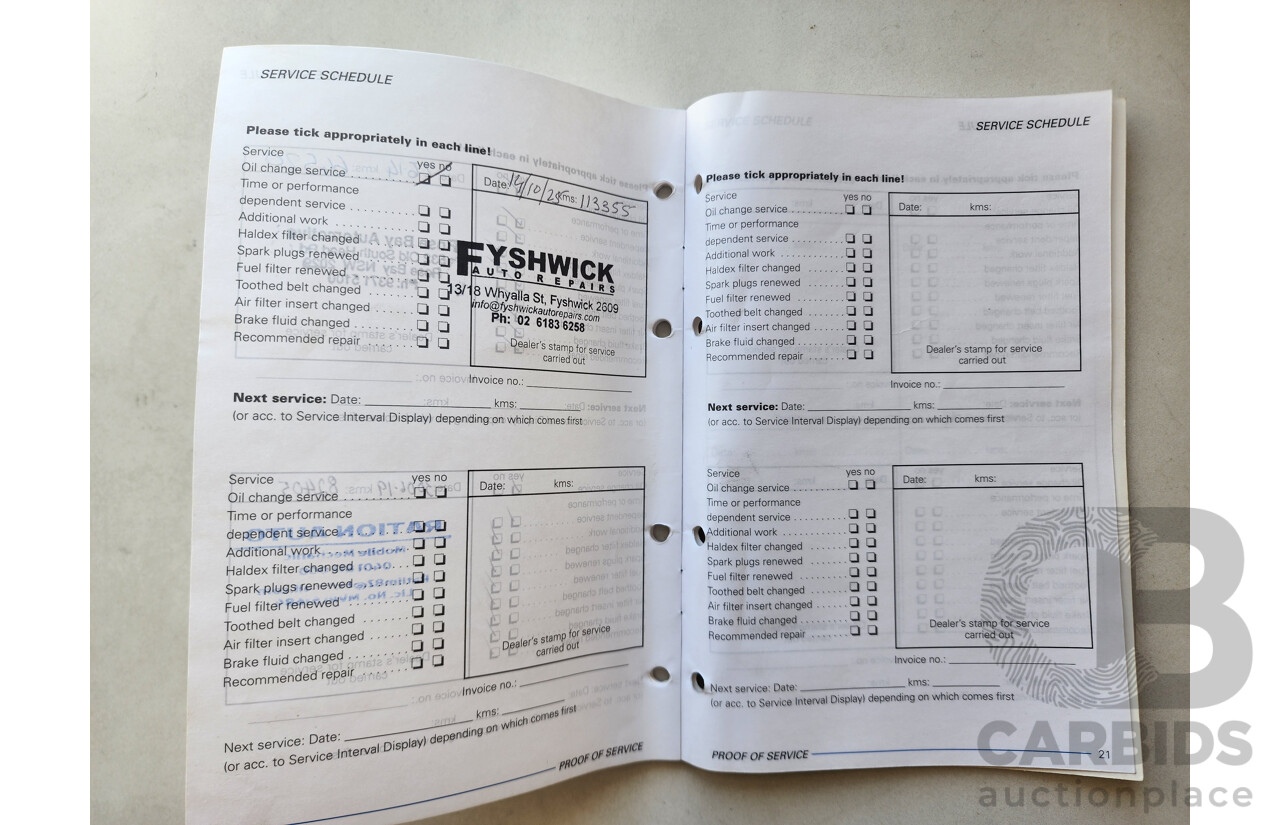 SERVICE SCHEDULE
Please tick appropriately in each line!
Service
yes no
Oil change service
Time or performance
dependent service
Additional work
Haldex filter changed
Spark plugs renewed
Fuel filter renewed
Toothed belt changed
Air filter insert changed
Brake fluid changed
Recommended repair
Date: 14/10/21 kms: 113355
FYSHWICK
AUTO REPAIRS
13/18 Whyalla St, Fyshwick 2609
info@fyshwickautorepairs.com
Ph: 02 6183 6258
Dealer's stamp for service
carried out
Invoice no.:
Next service: Date: kms:
(or acc. to Service Interval Display) depending on which comes first
Service
yes no
Oil change service
Time or performance
dependent service
Additional work
Haldex filter changed
Spark plugs renewed
Fuel filter renewed
Toothed belt changed
Air filter insert changed
Brake fluid changed
Recommended repair
Date: kms:
Dealer's stamp for service
carried out
Invoice no.:
Next service: Date: kms:
(or acc. to Service Interval Display) depending on which comes first
PROOF OF SERVICE
SERVICE SCHEDULE
Please tick appropriately in each line!
Service
yes no
Oil change service
Time or performance
dependent service
Additional work
Haldex filter changed
Spark plugs renewed
Fuel filter renewed
Toothed belt changed
Air filter insert changed
Brake fluid changed
Recommended repair
Date: kms:
Dealer's stamp for service
carried out
Invoice no.:
Next service: Date: kms:
(or acc. to Service Interval Display) depending on which comes first
Service
yes no
Oil change service
Time or performance
dependent service
Additional work
Haldex filter changed
Spark plugs renewed
Fuel filter renewed
Toothed belt changed
Air filter insert changed
Brake fluid changed
Recommended repair
Date: kms:
Dealer's stamp for service
carried out
Invoice no.:
Next service: Date: kms:
(or acc. to Service Interval Display) depending on which comes first
PROOF OF SERVICE
21
CARBIDS
auctionplace